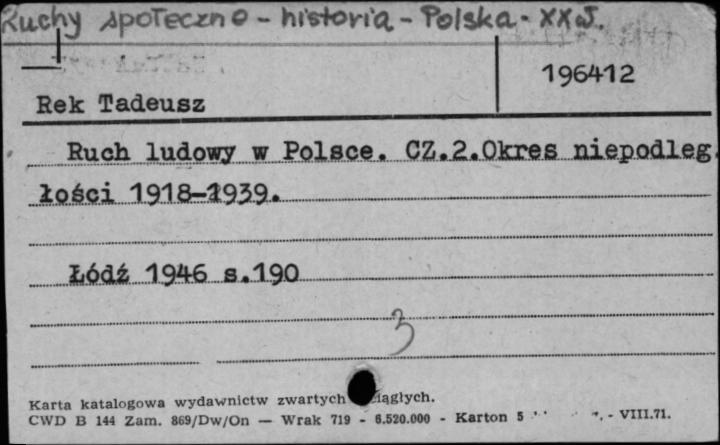 Ruchy społeczne - historia - Polska - XX w.
196412
Rek Tadeusz
Ruch ludowy w Polsce. CZ.2.Okres niepodleg
łości 1918-1939.
Łódź 1946 s.190
3
Karta katalogowa wydawnictw zwartych ciągłych.
CWD B 144 Zam. 869/Dw/On — Wrak 719 - 6.520.000 - Karton 5 - VIII.71.